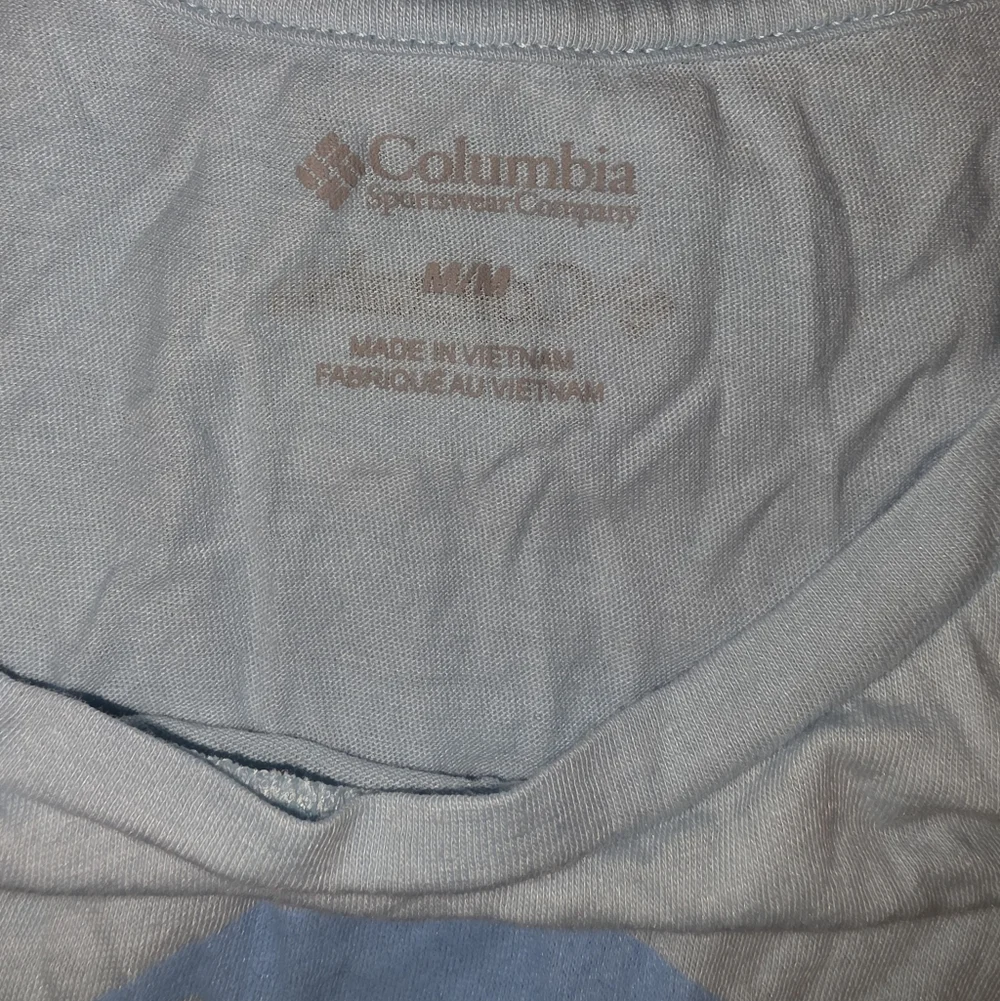 Columbia
Sportswear Company
M/M
MADE IN VIETNAM
FABRIQUÉ AU VIETNAM